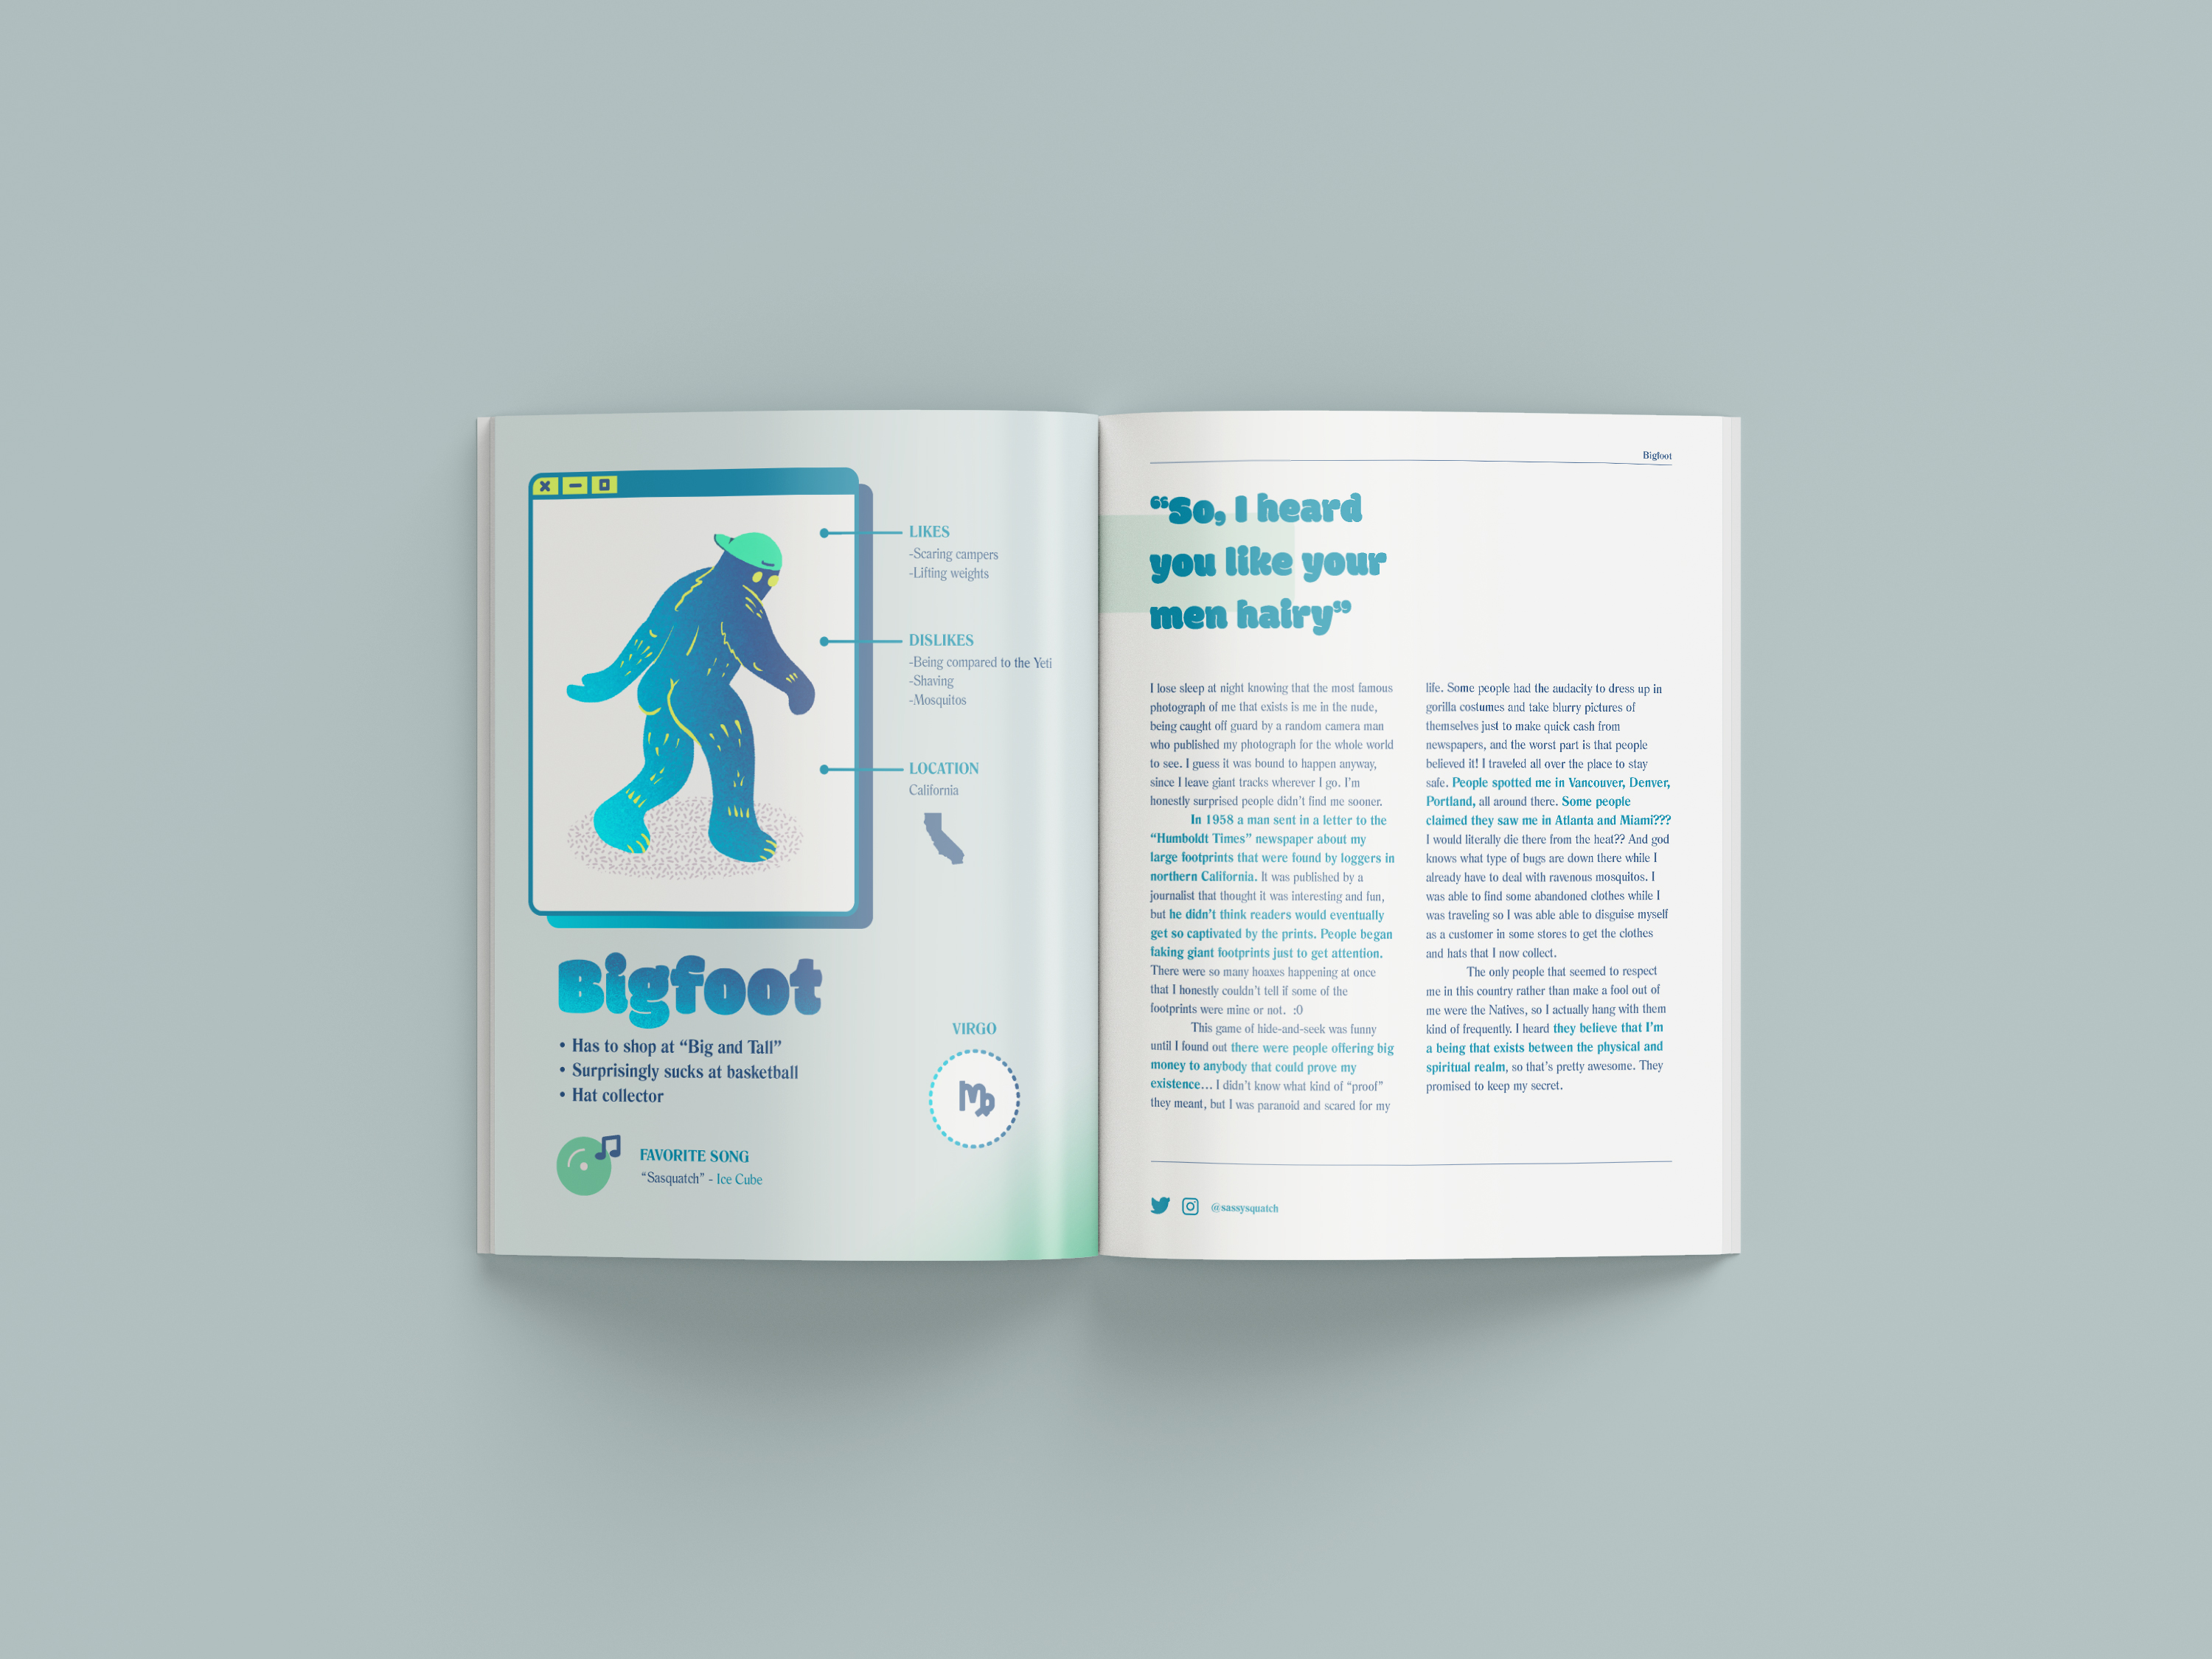 LIKES
-Scaring campers
-Lifting weights
DISLIKES
-Being compared to the Yeti
-Shaving
-Mosquitos
LOCATION
California
Bigfoot
• Has to shop at “Big and Tall”
• Surprisingly sucks at basketball
• Hat collector
VIRGO
FAVORITE SONG
“Sasquatch” - Ice Cube
Bigfoot
“So, I heard
you like your
men hairy”
I lose sleep at night knowing that the most famous
photograph of me that exists is me in the nude,
being caught off guard by a random camera man
who published my photograph for the whole world
to see. I guess it was bound to happen anyway,
since I leave giant tracks wherever I go. I’m
honestly surprised people didn’t find me sooner.
In 1958 a man sent in a letter to the
“Humboldt Times” newspaper about my
large footprints that were found by loggers in
northern California. It was published by a
journalist that thought it was interesting and fun,
but he didn’t think readers would eventually
get so captivated by the prints. People began
faking giant footprints just to get attention.
There were so many hoaxes happening at once
that I honestly couldn’t tell if some of the
footprints were mine or not. :0
This game of hide-and-seek was funny
until I found out there were people offering big
money to anybody that could prove my
existence... I didn’t know what kind of “proof”
they meant, but I was paranoid and scared for my
life. Some people had the audacity to dress up in
gorilla costumes and take blurry pictures of
themselves just to make quick cash from
newspapers, and the worst part is that people
believed it! I traveled all over the place to stay
safe. People spotted me in Vancouver, Denver,
Portland, all around there. Some people
claimed they saw me in Atlanta and Miami???
I would literally die there from the heat?? And god
knows what type of bugs are down there while I
already have to deal with ravenous mosquitos. I
was able to find some abandoned clothes while I
was traveling so I was able able to disguise myself
as a customer in some stores to get the clothes
and hats that I now collect.
The only people that seemed to respect
me in this country rather than make a fool out of
me were the Natives, so I actually hang with them
kind of frequently. I heard they believe that I’m
a being that exists between the physical and
spiritual realm, so that’s pretty awesome. They
promised to keep my secret.
@sassysquatch